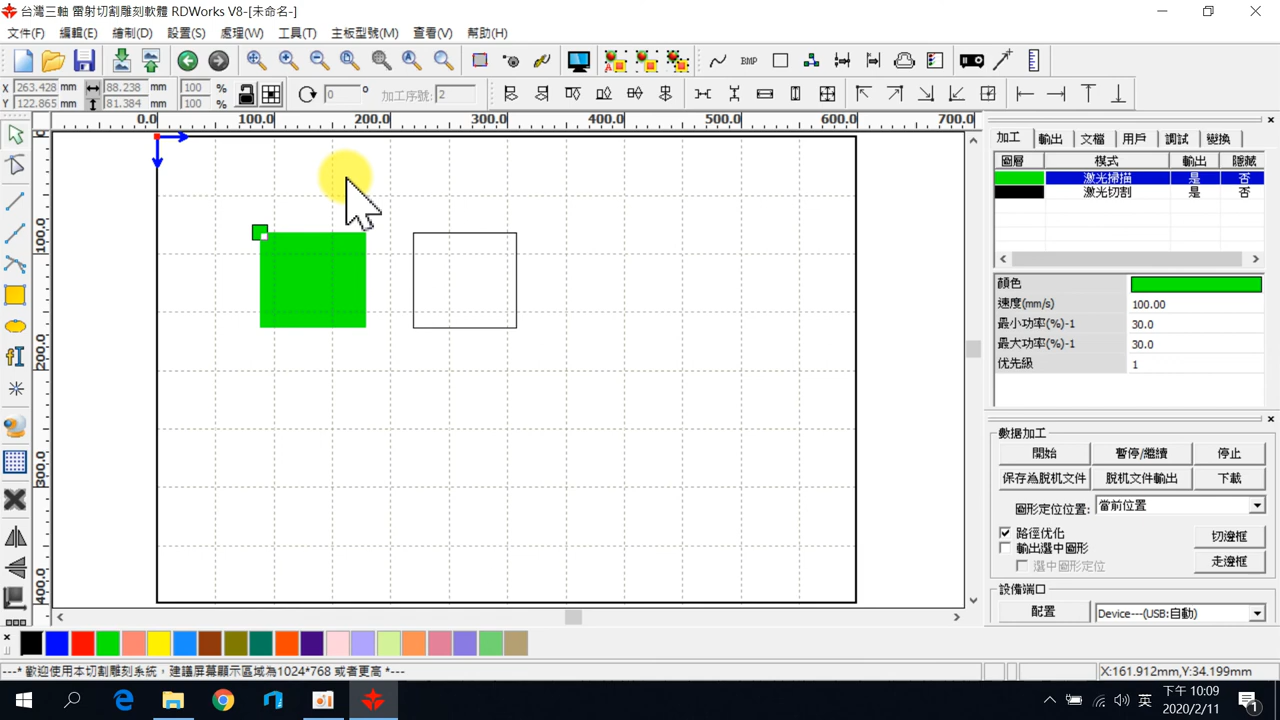 台灣三軸 雷射切割雕刻軟體 RDWorks V8-[未命名-]
文件(F) 編輯(E) 繪制(D) 設置(S) 處理(W) 工具(T) 主板型號(M) 查看(V) 幫助(H)
BMP
X 263.428 mm 88.238 mm 100 %
Y 122.865 mm 81.384 mm 100 %
0 ° 加工序號: 2
0.0 100.0 200.0 300.0 400.0 500.0 600.0 700.0
100.0
200.0
300.0
400.0
加工 輸出 文檔 用戶 調試 變换
圖層 模式 輸出 隱藏
激光掃描 是 否
激光切割 是 否
顏色
速度(mm/s) 100.00
最小功率(%)-1 30.0
最大功率(%)-1 30.0
优先級 1
數据加工
開始 暫停/繼續 停止
保存為脱机文件 脱机文件輸出 下載
圖形定位位置: 當前位置
路徑优化 切邊框
輸出選中圖形
選中圖形定位 走邊框
設備端口
配置 Device---(USB:自動)
---* 歡迎使用本切割雕刻系統，建議屏幕顯示區域為1024*768 或者更高 *---
X:161.912mm,Y:34.199mm
英
下午 10:09
2020/2/11
1